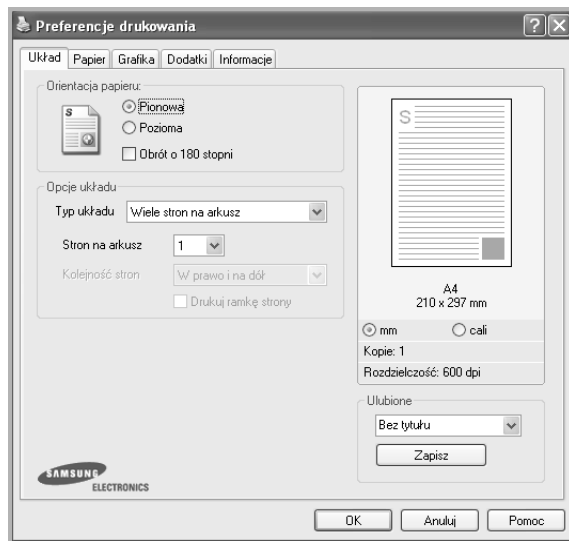 Preferencje drukowania
Układ Papier Grafika Dodatki Informacje
Orientacja papieru:
S
Pionowa
Pozioma
Obrót o 180 stopni
Opcje układu
Typ układu Wiele stron na arkusz
Stron na arkusz 1
Kolejność stron W prawo i na dół
Drukuj ramkę strony
S
A4
210 x 297 mm
mm cali
Kopie: 1
Rozdzielczość: 600 dpi
Ulubione
Bez tytułu
Zapisz
SAMSUNG
ELECTRONICS
OK Anuluj Pomoc